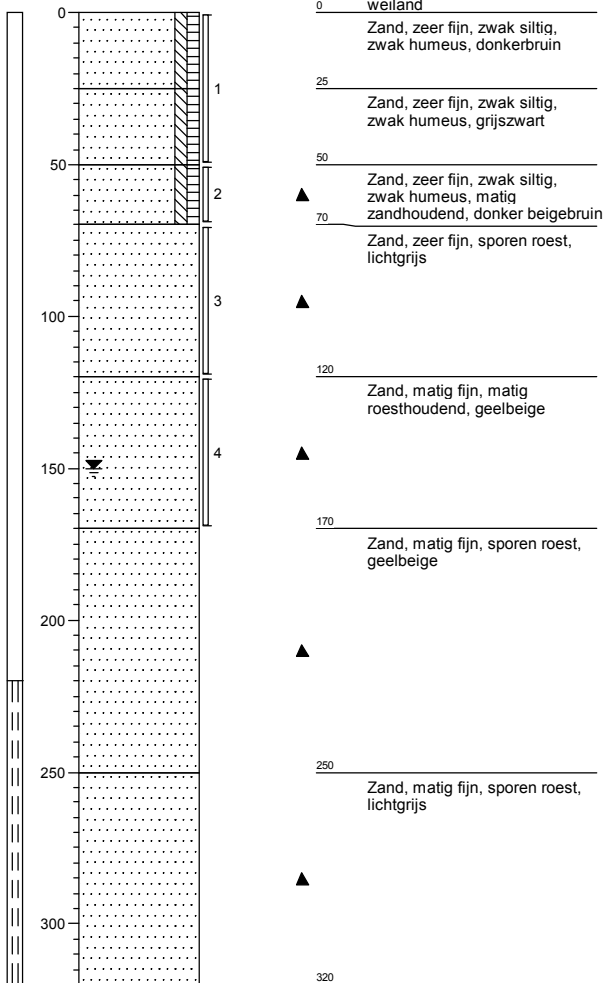 0
weiland
0
Zand, zeer fijn, zwak siltig,
zwak humeus, donkerbruin
1
25
Zand, zeer fijn, zwak siltig,
zwak humeus, grijszwart
50
50
Zand, zeer fijn, zwak siltig,
zwak humeus, matig
zandhoudend, donker beigebruin
2
70
Zand, zeer fijn, sporen roest,
lichtgrijs
3
100
120
Zand, matig fijn, matig
roesthoudend, geelbeige
4
150
170
Zand, matig fijn, sporen roest,
geelbeige
200
250
250
Zand, matig fijn, sporen roest,
lichtgrijs
300
320